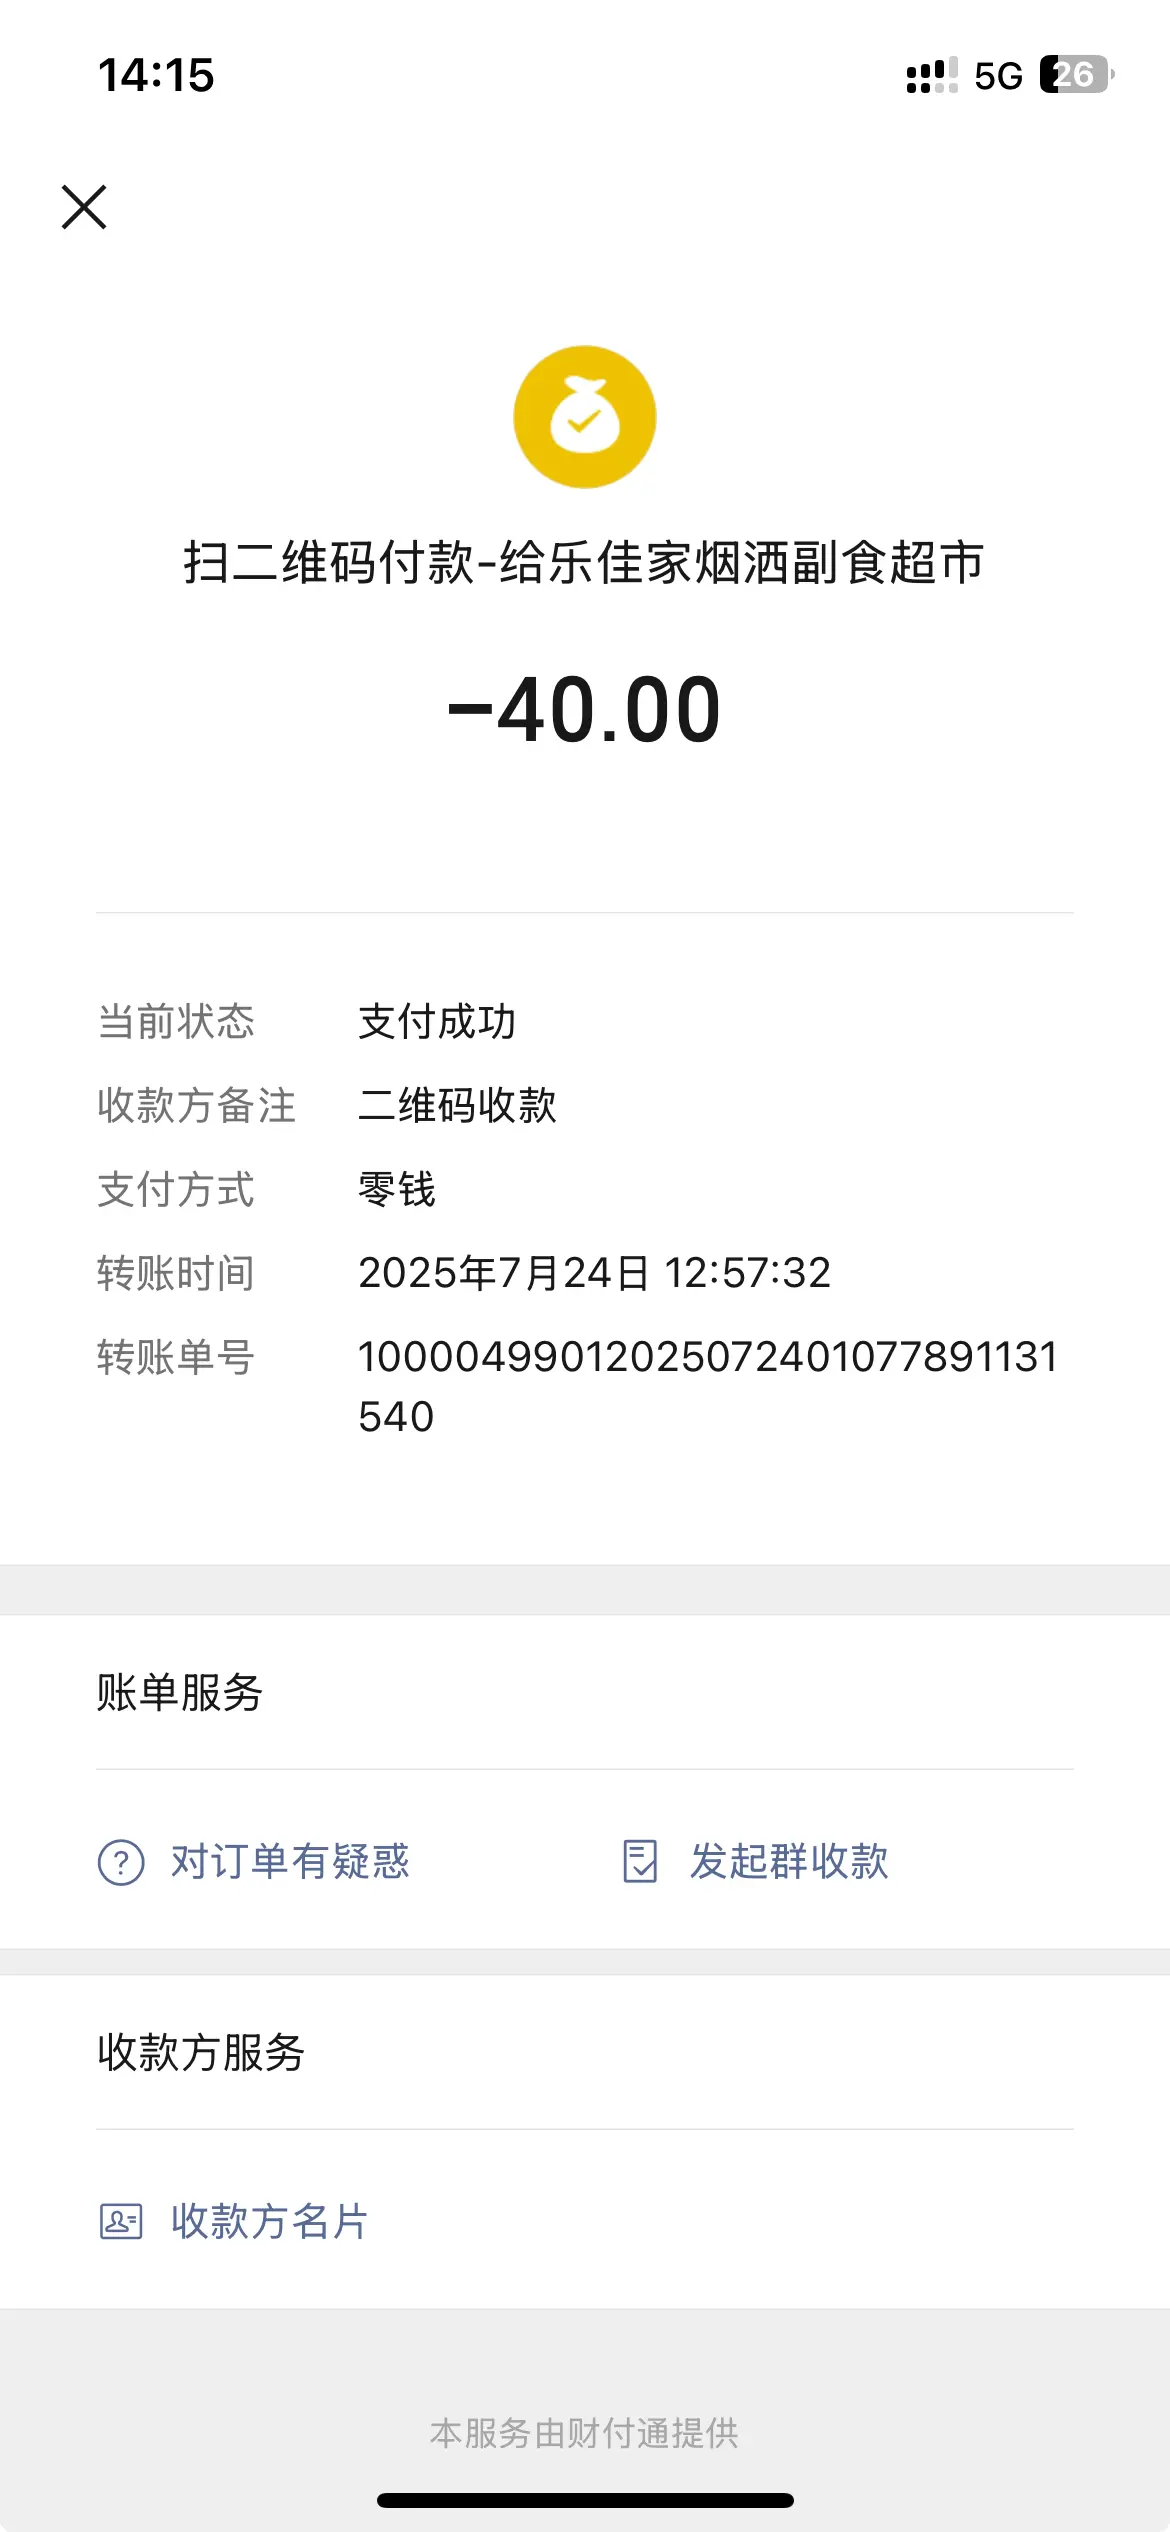 14:15
5G 26
扫二维码付款-给乐佳家烟洒副食超市
-40.00
当前状态 支付成功
收款方备注 二维码收款
支付方式 零钱
转账时间 2025年7月24日 12:57:32
转账单号 1000049901202507240107789113​1
540
账单服务
? 对订单有疑惑 发起群收款
收款方服务
收款方名片
本服务由财付通提供